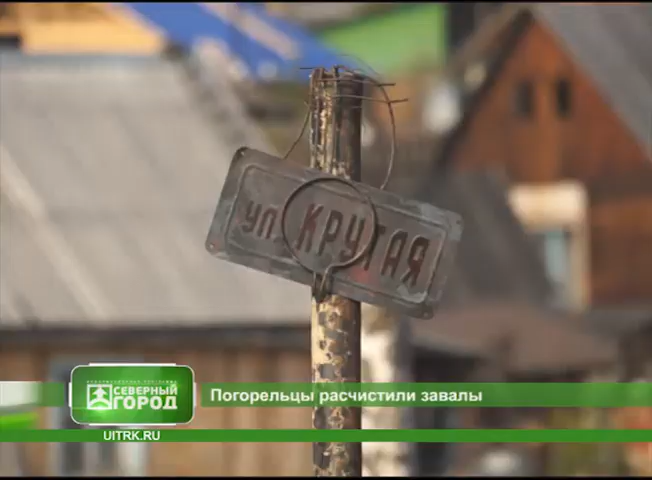 ул. КРУТАЯ
СЕВЕРНЫЙ
ГОРОД
Погорельцы расчистили завалы
UITRK.RU